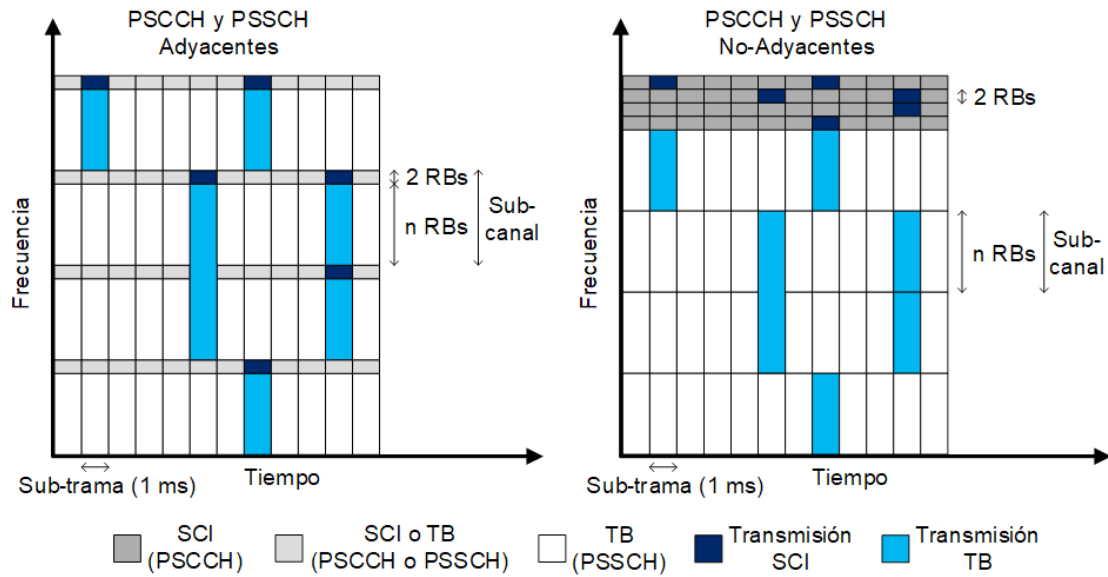 PSCCH y PSSCH
Adyacentes
Frecuencia
2 RBs
n RBs
Sub-
canal
Tiempo
Sub-trama (1 ms)
PSCCH y PSSCH
No-Adyacentes
Frecuencia
2 RBs
n RBs
Sub-
canal
Tiempo
Sub-trama (1 ms)
SCI
(PSCCH)
SCI o TB
(PSCCH o PSSCH)
TB
(PSSCH)
Transmisión
SCI
Transmisión
TB